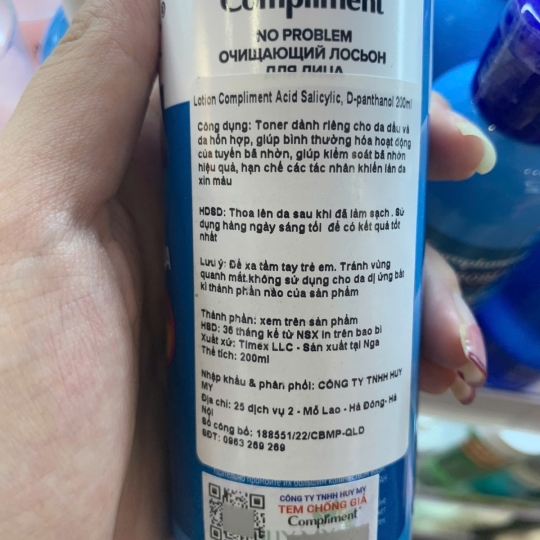 Compliment
NO PROBLEM
ОЧИЩАЮЩИЙ ЛОСЬОН
ДЛЯ ЛИЦА
Lotion Compliment Acid Salicylic, D-panthanol 200ml
Công dụng: Toner dành riêng cho da dầu và
da hỗn hợp, giúp bình thường hóa hoạt động
của tuyến bã nhờn, giúp kiểm soát bã nhờn
hiệu quả, hạn chế các tác nhân khiến làn da
xỉn màu
HDSD: Thoa lên da sau khi đã làm sạch. Sử
dụng hàng ngày sáng tối để có kết quả tốt
nhất
Lưu ý: Để xa tầm tay trẻ em. Tránh vùng
quanh mắt.không sử dụng cho da dị ứng bất
kì thành phần nào của sản phẩm
Thành phần: xem trên sản phẩm
HSD: 36 tháng kể từ NSX in trên bao bì
Xuất xứ: Timex LLC - Sản xuất tại Nga
Thể tích: 200ml
Nhập khẩu & phân phối: CÔNG TY TNHH HUY
MY
Địa chỉ: 25 dịch vụ 2 - Mỗ Lao - Hà Đông- Hà
Nội
Số công bố: 188551/22/CBMP-QLD
SĐT: 0963 269 269
CÔNG TY TNHH HUY MY
TEM CHỐNG GIẢ
Compliment